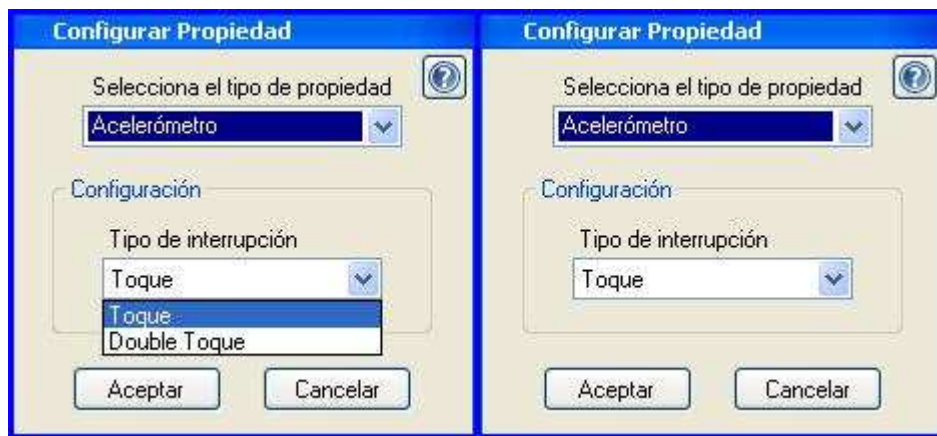 Configurar Propiedad
Selecciona el tipo de propiedad
Acelerómetro
Configuración
Tipo de interrupción
Toque
Toque
Double Toque
Aceptar Cancelar
Configurar Propiedad
Selecciona el tipo de propiedad
Acelerómetro
Configuración
Tipo de interrupción
Toque
Aceptar Cancelar